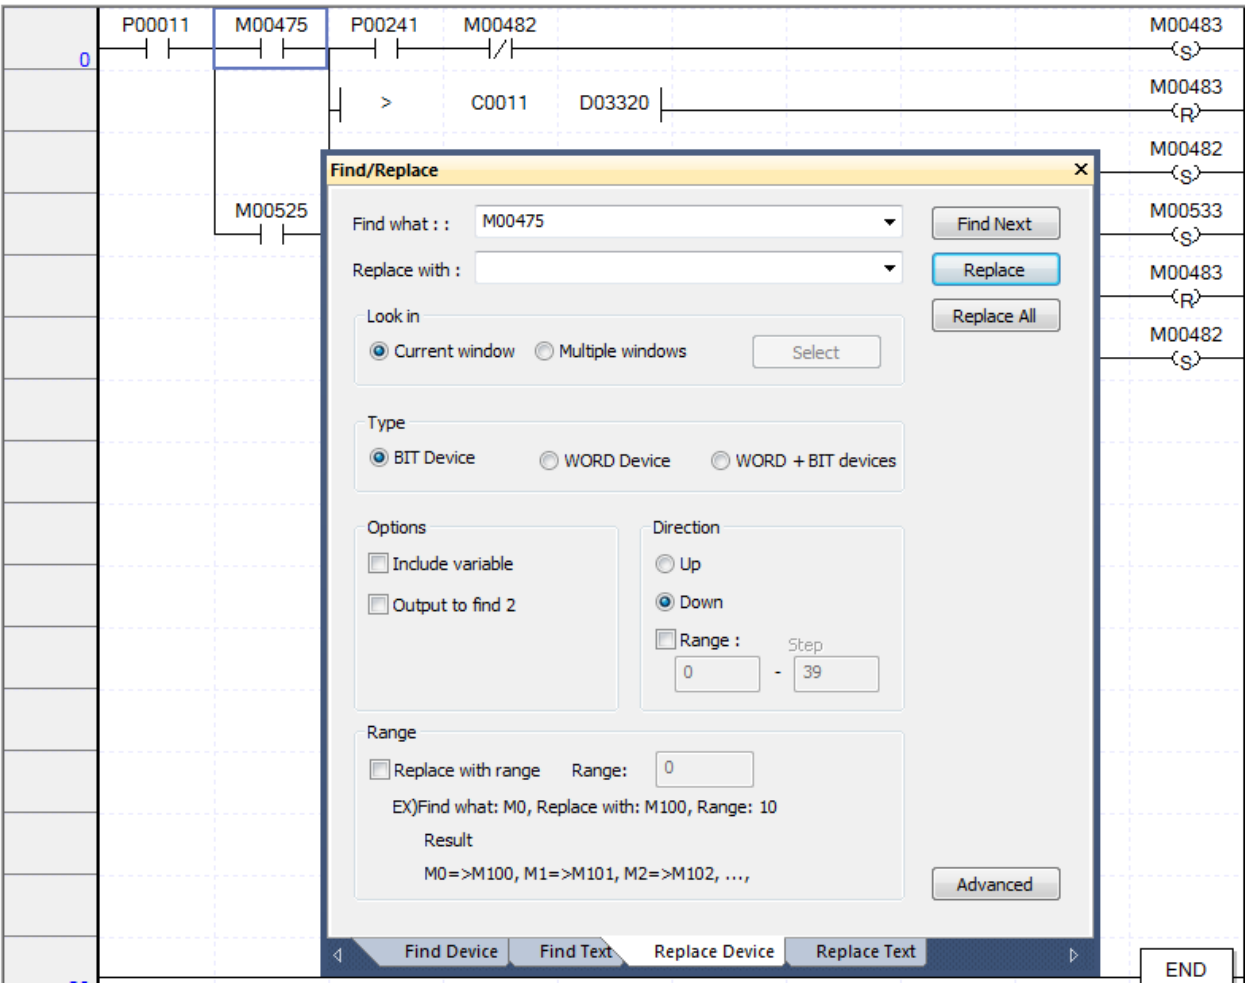 P00011 M00475 P00241 M00482 M00483
S
0
M00483
> C0011 D03320
R
M00482
S
Find/Replace
M00525 M00533
S
Find what : : M00475 Find Next
Replace with : Replace
M00483
R
Look in Replace All
Current window Multiple windows Select
M00482
S
Type
BIT Device WORD Device WORD + BIT devices
Options Direction
Include variable Up
Output to find 2 Down
Range : Step
0 - 39
Range
Replace with range Range: 0
EX)Find what: M0, Replace with: M100, Range: 10
Result
M0=>M100, M1=>M101, M2=>M102, ...,
Advanced
Find Device Find Text Replace Device Replace Text
END